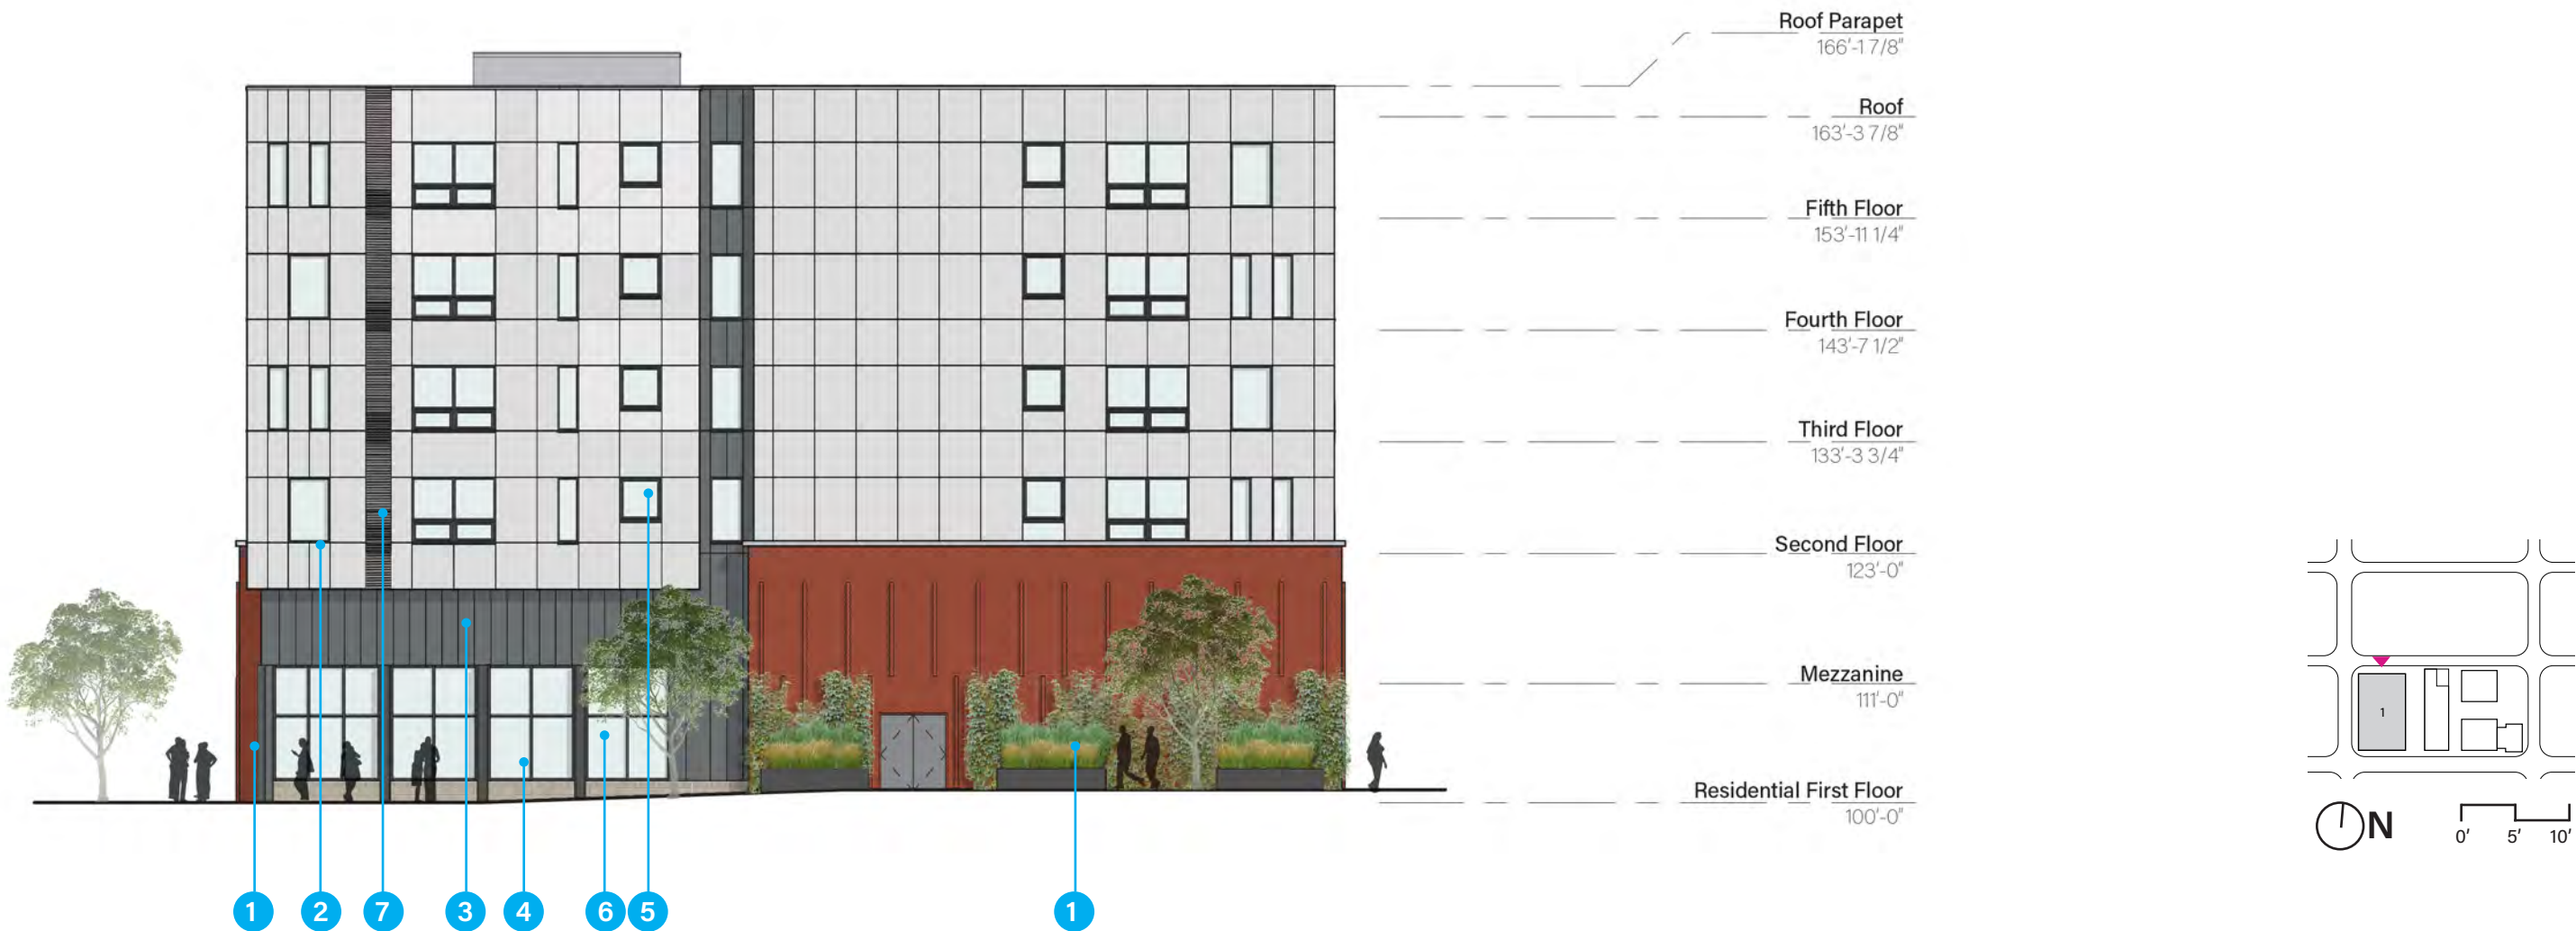 Roof Parapet
166'-1 7/8"
Roof
163'-3 7/8"
Fifth Floor
153'-11 1/4"
Fourth Floor
143'-7 1/2"
Third Floor
133'-3 3/4"
Second Floor
123'-0"
Mezzanine
111'-0"
Residential First Floor
100'-0"
1
N
0' 5' 10'
1 2 7 3 4 6 5 1